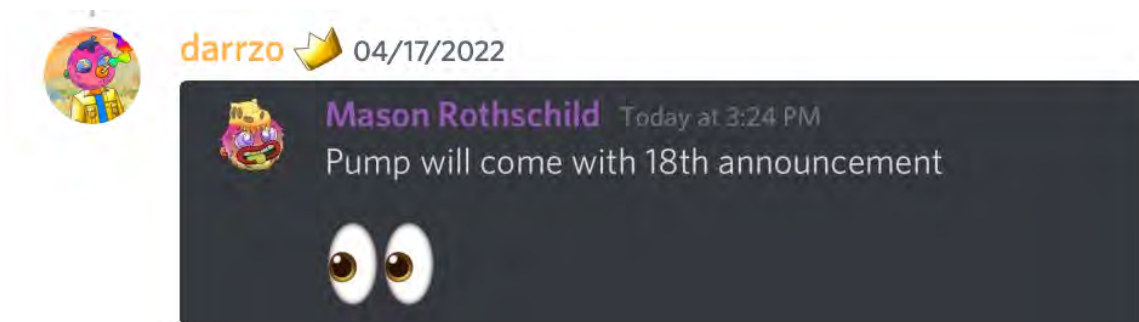 darrzo 04/17/2022
Mason Rothschild Today at 3:24 PM
Pump will come with 18th announcement